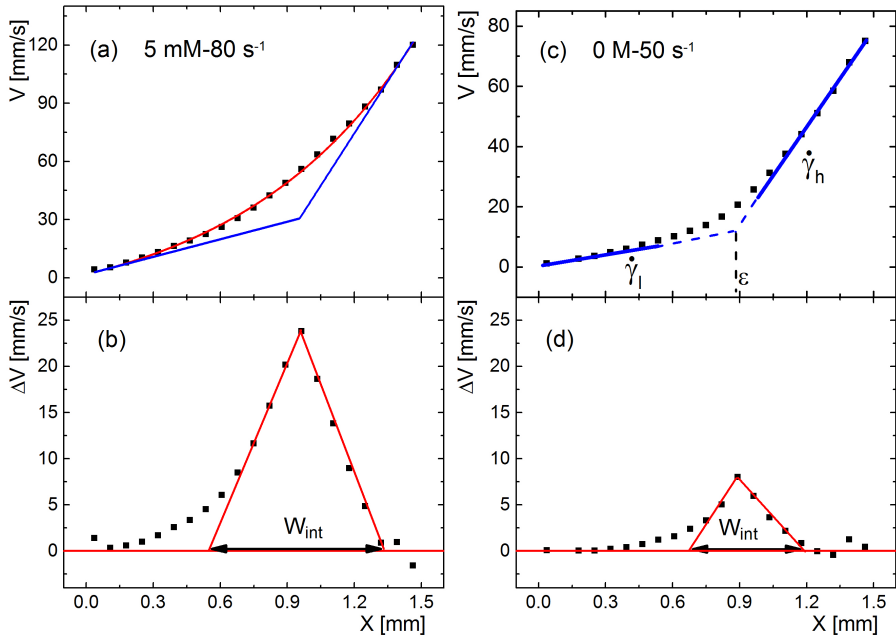 (a) 5 mM-80 s⁻¹
V [mm/s]
120
90
60
30
0
(c) 0 M-50 s⁻¹
V [mm/s]
80
60
40
20
0
γ̇h
γ̇l
ε
(b)
ΔV [mm/s]
25
20
15
10
5
0
Wint
0.0 0.3 0.6 0.9 1.2 1.5
X [mm]
(d)
ΔV [mm/s]
25
20
15
10
5
0
Wint
0.0 0.3 0.6 0.9 1.2 1.5
X [mm]